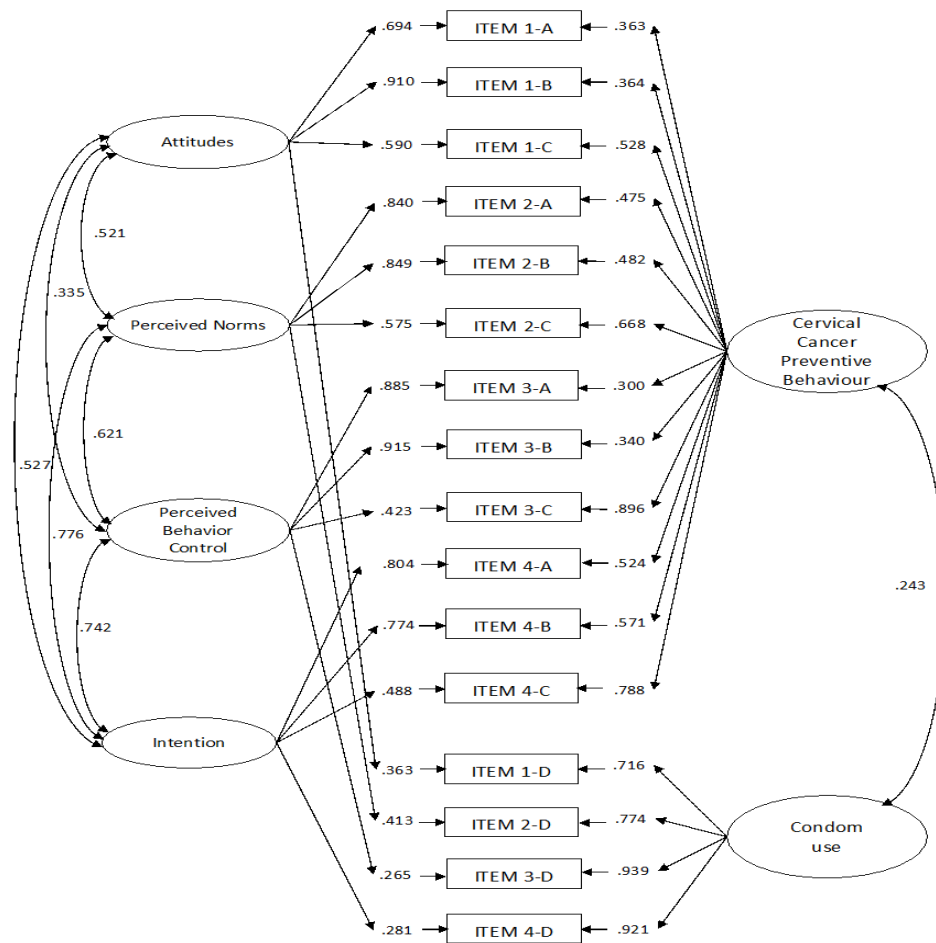 .694 ITEM 1-A .363
.910 ITEM 1-B .364
Attitudes
.590 ITEM 1-C .528
.840 ITEM 2-A .475
.521
.849 ITEM 2-B .482
.335
Perceived Norms
.575 ITEM 2-C .668
Cervical
Cancer
Preventive
Behaviour
.885 ITEM 3-A .300
.621
.915 ITEM 3-B .340
.527
.423 ITEM 3-C .896
Perceived
Behavior
Control
.776
.804 ITEM 4-A .524
.243
.742
.774 ITEM 4-B .571
.488 ITEM 4-C .788
Intention
.363 ITEM 1-D .716
.413 ITEM 2-D .774
Condom
use
.265 ITEM 3-D .939
.281 ITEM 4-D .921